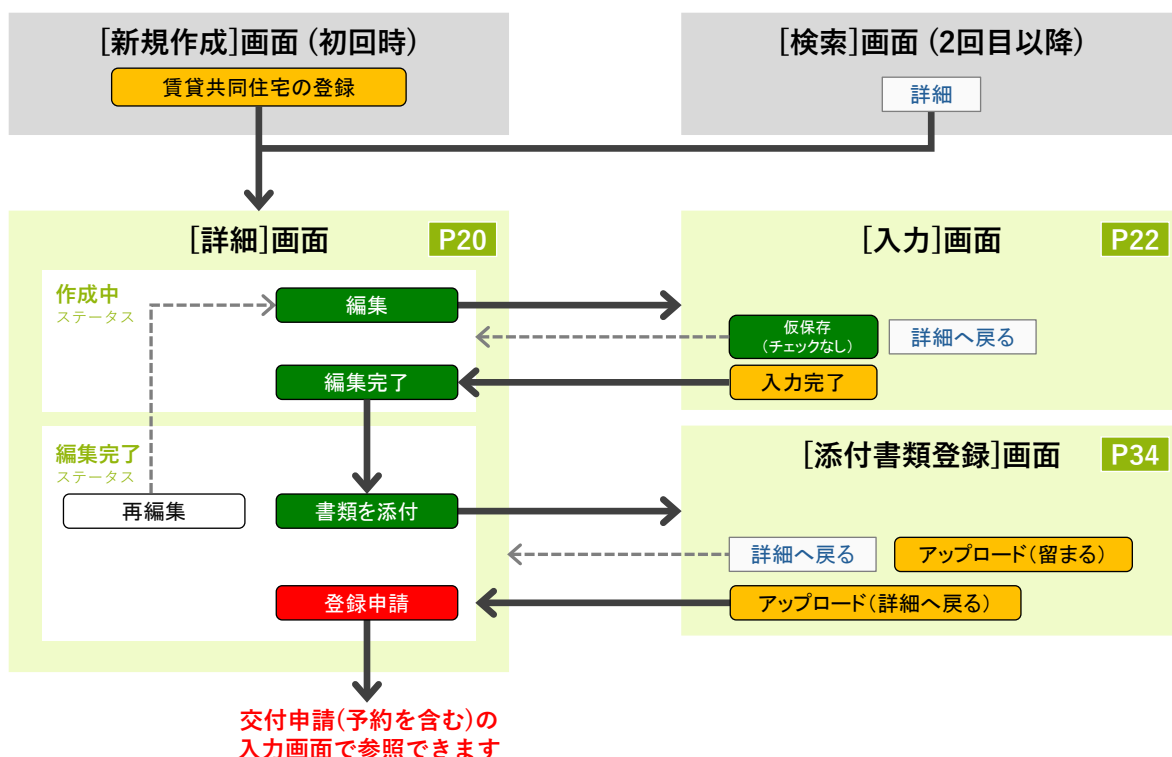 [新規作成]画面 (初回時)
賃貸共同住宅の登録
[検索]画面 (2回目以降)
詳細
[詳細]画面
P20
作成中
ステータス
編集
編集完了
編集完了
ステータス
再編集
書類を添付
登録申請
[入力]画面
P22
仮保存
(チェックなし)
詳細へ戻る
入力完了
[添付書類登録]画面
P34
詳細へ戻る
アップロード(留まる)
アップロード(詳細へ戻る)
交付申請(予約を含む)の
入力画面で参照できます